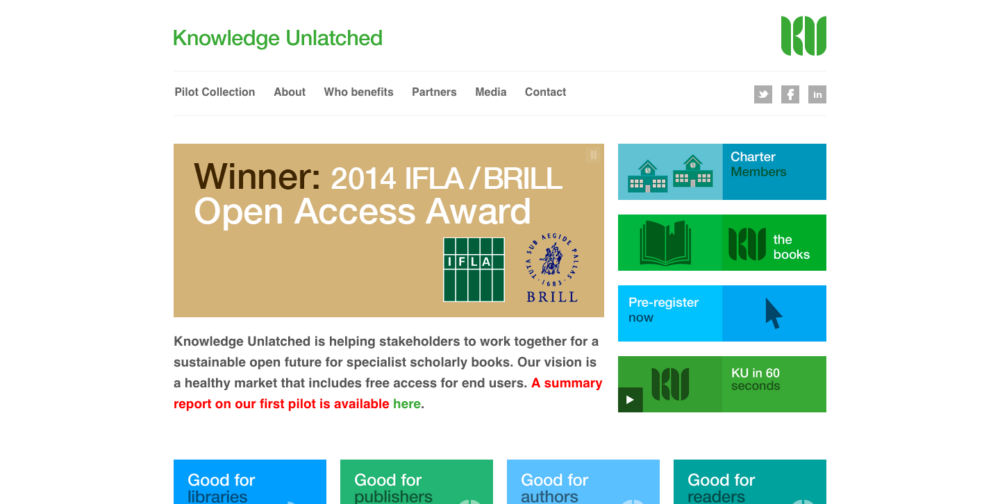 Knowledge Unlatched
KU
Pilot Collection About Who benefits Partners Media Contact
in
Winner: 2014 IFLA/BRILL
Open Access Award
IFLA
TUTA SUB AEGIDE PALLAS · 1683 ·
BRILL
Charter
Members
KU the
books
Pre-register
now
KU KU in 60
seconds
Knowledge Unlatched is helping stakeholders to work together for a
sustainable open future for specialist scholarly books. Our vision is
a healthy market that includes free access for end users. A summary
report on our first pilot is available here.
Good for
libraries
Good for
publishers
Good for
authors
Good for
readers